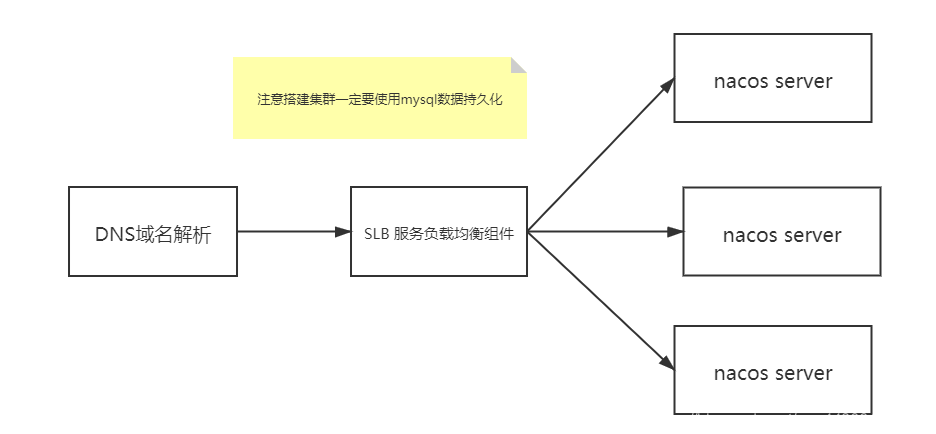 注意搭建集群一定要使用mysql数据持久化
nacos server
DNS域名解析
SLB 服务负载均衡组件
nacos server
nacos server